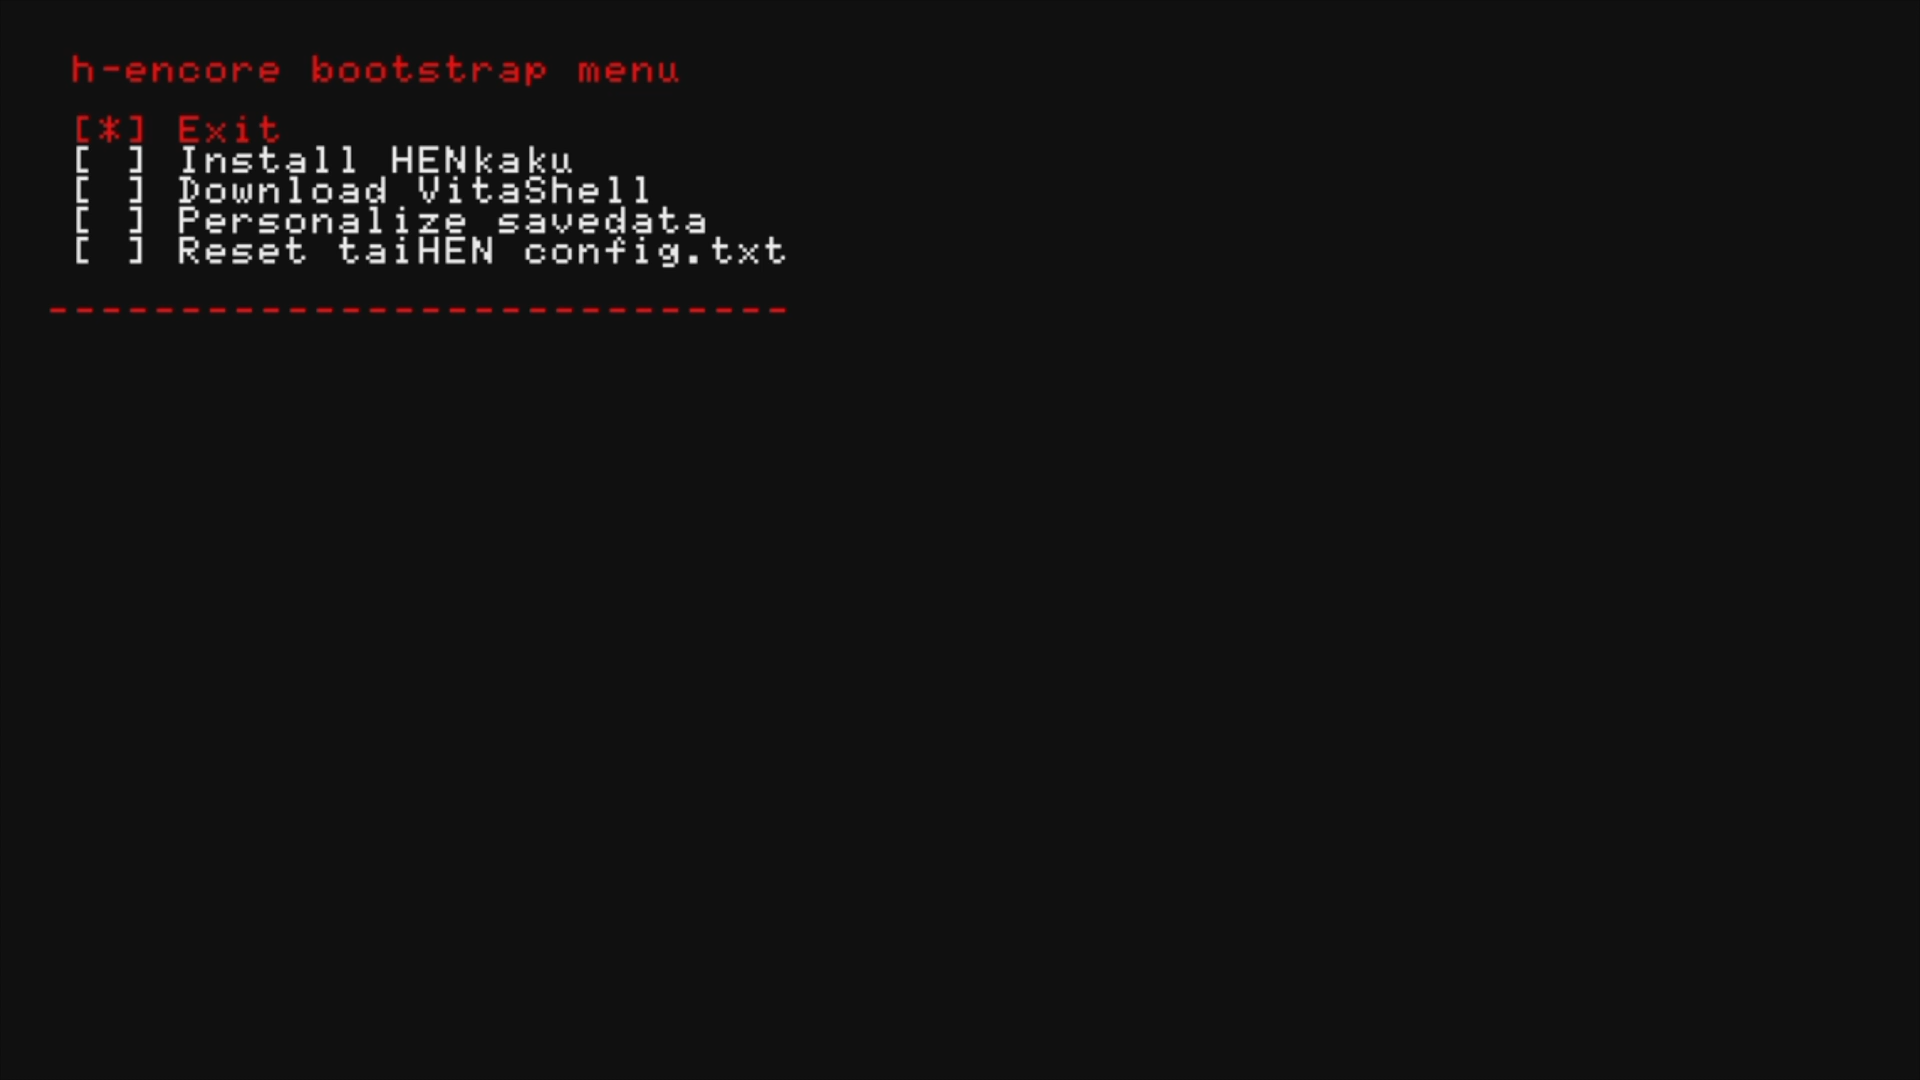 h-encore bootstrap menu
[*] Exit
[ ] Install HENkaku
[ ] Download VitaShell
[ ] Personalize savedata
[ ] Reset taiHEN config.txt
----------------------------